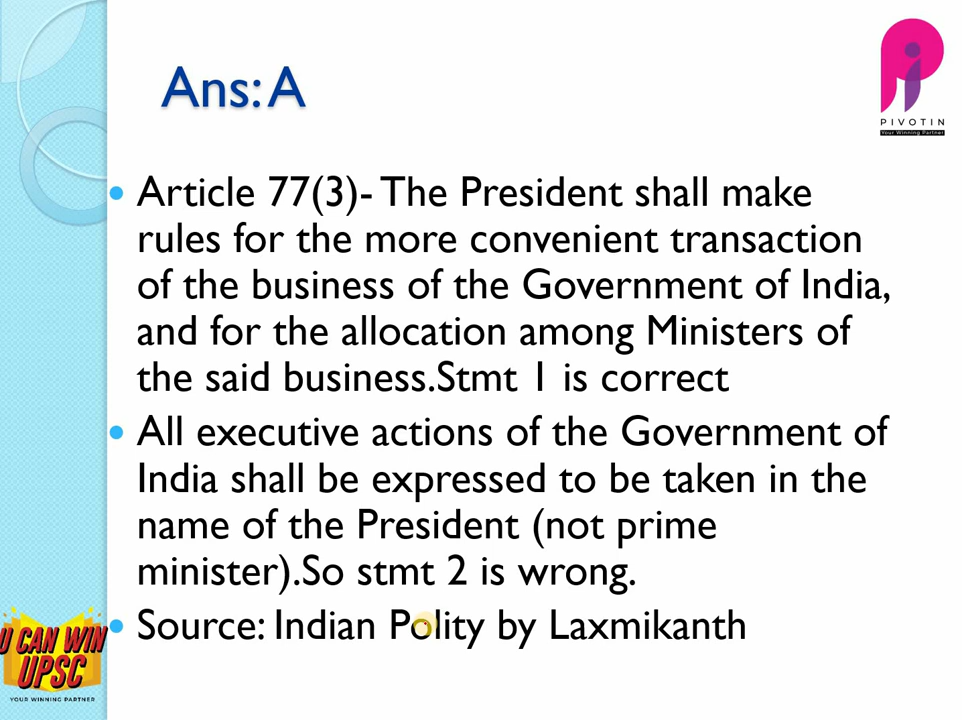 Ans: A
PIVOTIN
Your Winning Partner
Article 77(3)- The President shall make
rules for the more convenient transaction
of the business of the Government of India,
and for the allocation among Ministers of
the said business.Stmt 1 is correct
All executive actions of the Government of
India shall be expressed to be taken in the
name of the President (not prime
minister).So stmt 2 is wrong.
Source: Indian Polity by Laxmikanth
U CAN WIN
UPSC
YOUR WINNING PARTNER